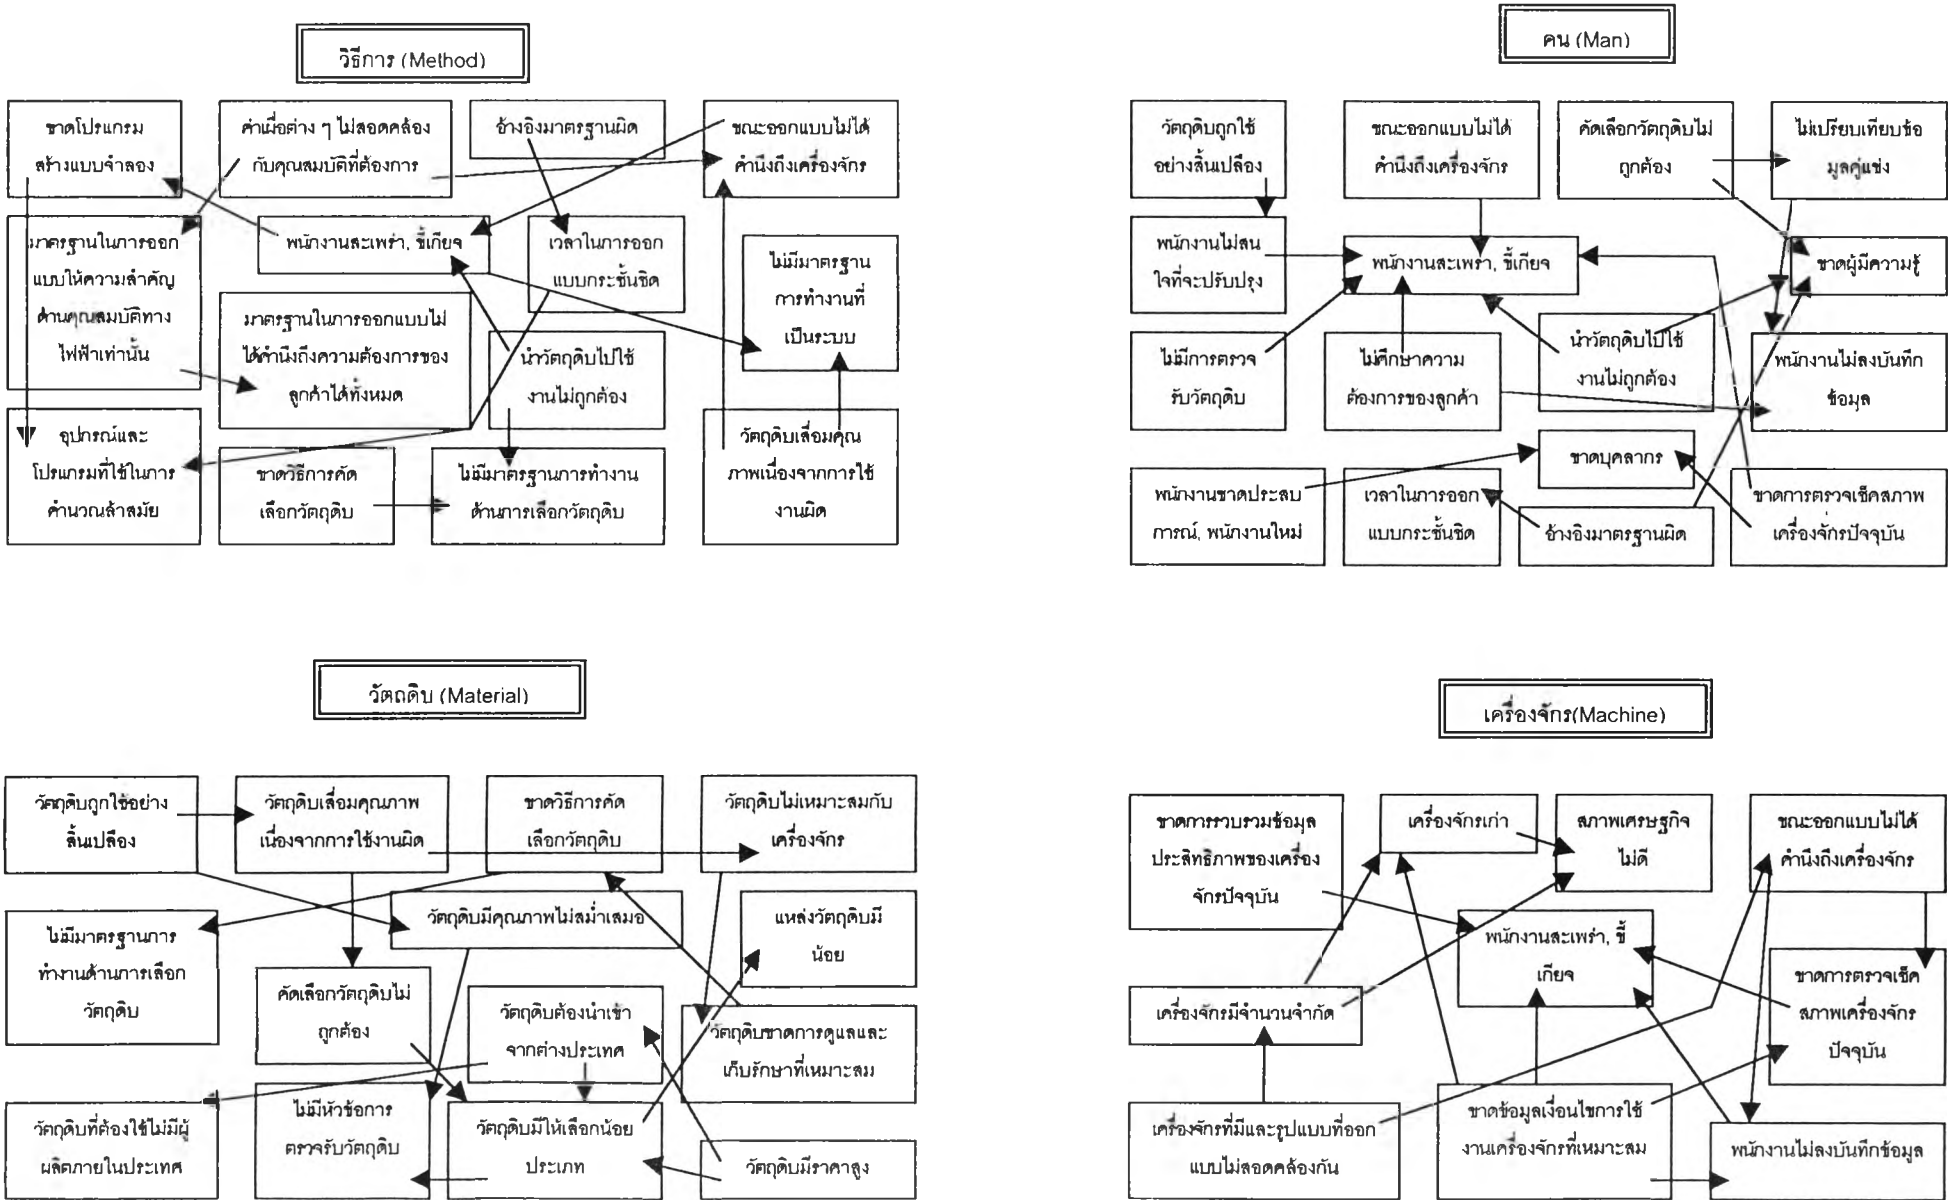 วิธีการ (Method)
ขาดโปรแกรม
สร้างแบบจำลอง
ค่าเผื่อต่าง ๆ ไม่สอดคล้อง
กับคุณสมบัติที่ต้องการ
อ้างอิงมาตรฐานผิด
ขณะออกแบบไม่ได้
คำนึงถึงเครื่องจักร
มาตรฐานในการออก
แบบให้ความสำคัญ
ด้านคุณสมบัติทาง
ไฟฟ้าเท่านั้น
พนักงานสะเพร่า, ขี้เกียจ
เวลาในการออก
แบบกระชั้นชิด
ไม่มีมาตรฐาน
การทำงานที่
เป็นระบบ
มาตรฐานในการออกแบบไม่
ได้คำนึงถึงความต้องการของ
ลูกค้าได้ทั้งหมด
นำวัตถุดิบไปใช้
งานไม่ถูกต้อง
อุปกรณ์และ
โปรแกรมที่ใช้ในการ
คำนวณล้าสมัย
ขาดวิธีการคัด
เลือกวัตถุดิบ
ไม่มีมาตรฐานการทำงาน
ด้านการเลือกวัตถุดิบ
วัตถุดิบเสื่อมคุณ
ภาพเนื่องจากการใช้
งานผิด
คน (Man)
วัตถุดิบถูกใช้
อย่างสิ้นเปลือง
ขณะออกแบบไม่ได้
คำนึงถึงเครื่องจักร
คัดเลือกวัตถุดิบไม่
ถูกต้อง
ไม่เปรียบเทียบข้อ
มูลคู่แข่ง
พนักงานไม่สน
ใจที่จะปรับปรุง
พนักงานสะเพร่า, ขี้เกียจ
ขาดผู้มีความรู้
ไม่มีการตรวจ
รับวัตถุดิบ
ไม่ศึกษาความ
ต้องการของลูกค้า
นำวัตถุดิบไปใช้
งานไม่ถูกต้อง
พนักงานไม่ลงบันทึก
ข้อมูล
ขาดบุคลากร
พนักงานขาดประสบ
การณ์, พนักงานใหม่
เวลาในการออก
แบบกระชั้นชิด
อ้างอิงมาตรฐานผิด
ขาดการตรวจเช็คสภาพ
เครื่องจักรปัจจุบัน
วัตถุดิบ (Material)
วัตถุดิบถูกใช้อย่าง
สิ้นเปลือง
วัตถุดิบเสื่อมคุณภาพ
เนื่องจากการใช้งานผิด
ขาดวิธีการคัด
เลือกวัตถุดิบ
วัตถุดิบไม่เหมาะสมกับ
เครื่องจักร
ไม่มีมาตรฐานการ
ทำงานด้านการเลือก
วัตถุดิบ
วัตถุดิบมีคุณภาพไม่สม่ำเสมอ
แหล่งวัตถุดิบมี
น้อย
คัดเลือกวัตถุดิบไม่
ถูกต้อง
วัตถุดิบต้องนำเข้า
จากต่างประเทศ
วัตถุดิบขาดการดูแลและ
เก็บรักษาที่เหมาะสม
วัตถุดิบที่ต้องใช้ไม่มีผู้
ผลิตภายในประเทศ
ไม่มีหัวข้อการ
ตรวจรับวัตถุดิบ
วัตถุดิบมีให้เลือกน้อย
ประเภท
วัตถุดิบมีราคาสูง
เครื่องจักร(Machine)
ขาดการรวบรวมข้อมูล
ประสิทธิภาพของเครื่อง
จักรปัจจุบัน
เครื่องจักรเก่า
สภาพเศรษฐกิจ
ไม่ดี
ขณะออกแบบไม่ได้
คำนึงถึงเครื่องจักร
พนักงานสะเพร่า, ขี้
เกียจ
เครื่องจักรมีจำนวนจำกัด
ขาดการตรวจเช็ค
สภาพเครื่องจักร
ปัจจุบัน
เครื่องจักรที่มีและรูปแบบที่ออก
แบบไม่สอดคล้องกัน
ขาดข้อมูลเงื่อนไขการใช้
งานเครื่องจักรที่เหมาะสม
พนักงานไม่ลงบันทึกข้อมูล